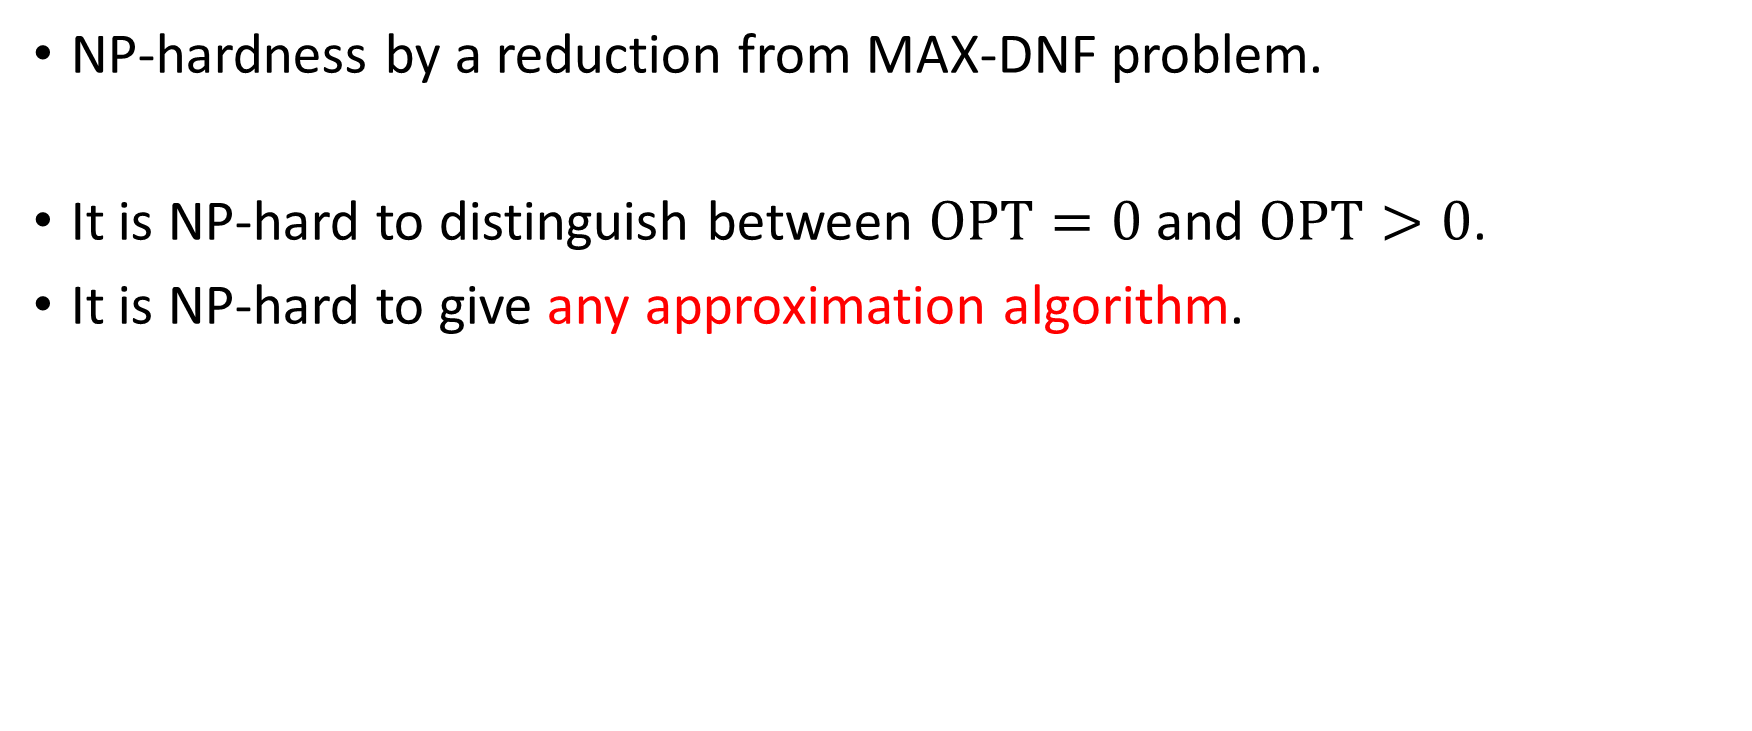 • NP-hardness by a reduction from MAX-DNF problem.
• It is NP-hard to distinguish between OPT = 0 and OPT > 0.
• It is NP-hard to give any approximation algorithm.